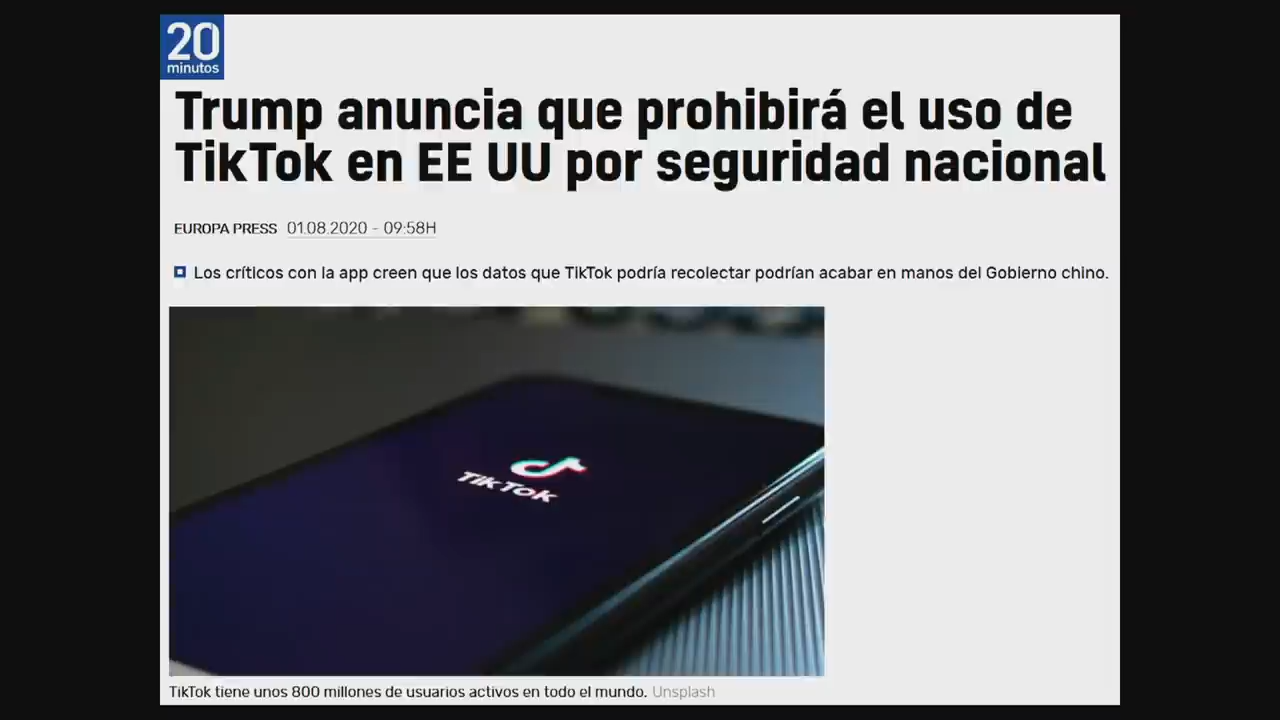 20
minutos
Trump anuncia que prohibirá el uso de
TikTok en EE UU por seguridad nacional
EUROPA PRESS 01.08.2020 - 09:58H
Los críticos con la app creen que los datos que TikTok podría recolectar podrían acabar en manos del Gobierno chino.
TikTok
TikTok tiene unos 800 millones de usuarios activos en todo el mundo. Unsplash